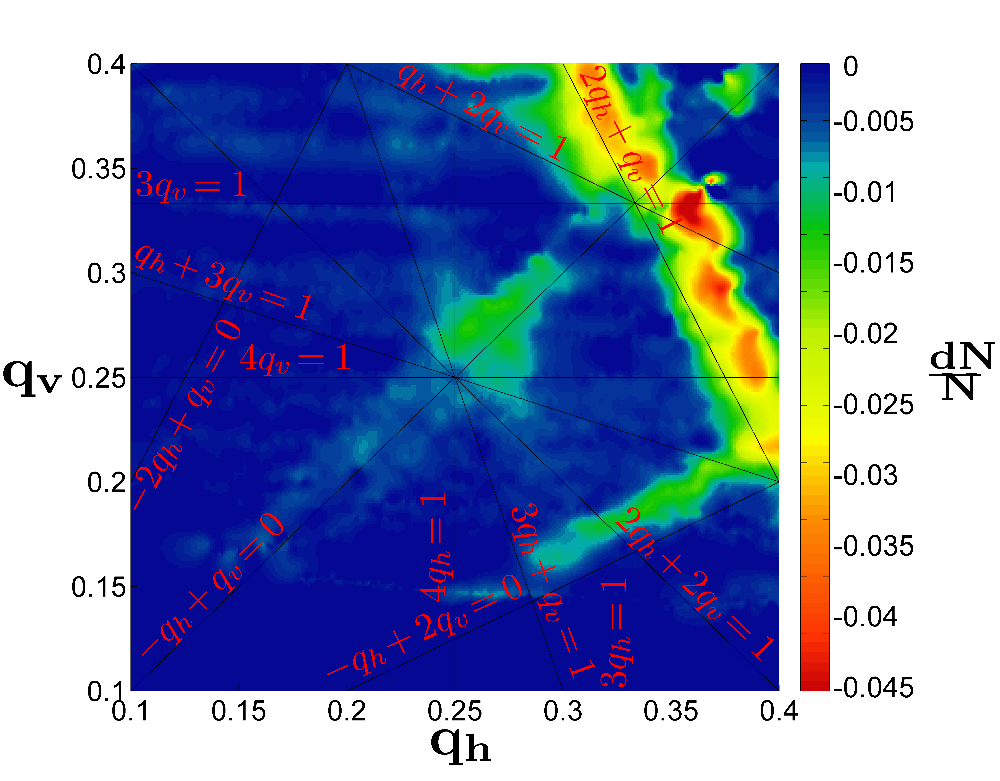 0.4
0.35
0.3
0.25
0.2
0.15
0.1
q_v
0.1 0.15 0.2 0.25 0.3 0.35 0.4
q_h
q_h + 2q_v = 1
2q_h + q_v = 1
3q_v = 1
q_h + 3q_v = 1
4q_v = 1
-2q_h + q_v = 0
-q_h + q_v = 0
4q_h = 1
-q_h + 2q_v = 0
3q_h + q_v = 1
3q_h = 1
2q_h + 2q_v = 1
0
-0.005
-0.01
-0.015
-0.02
-0.025
-0.03
-0.035
-0.04
-0.045
dN
N